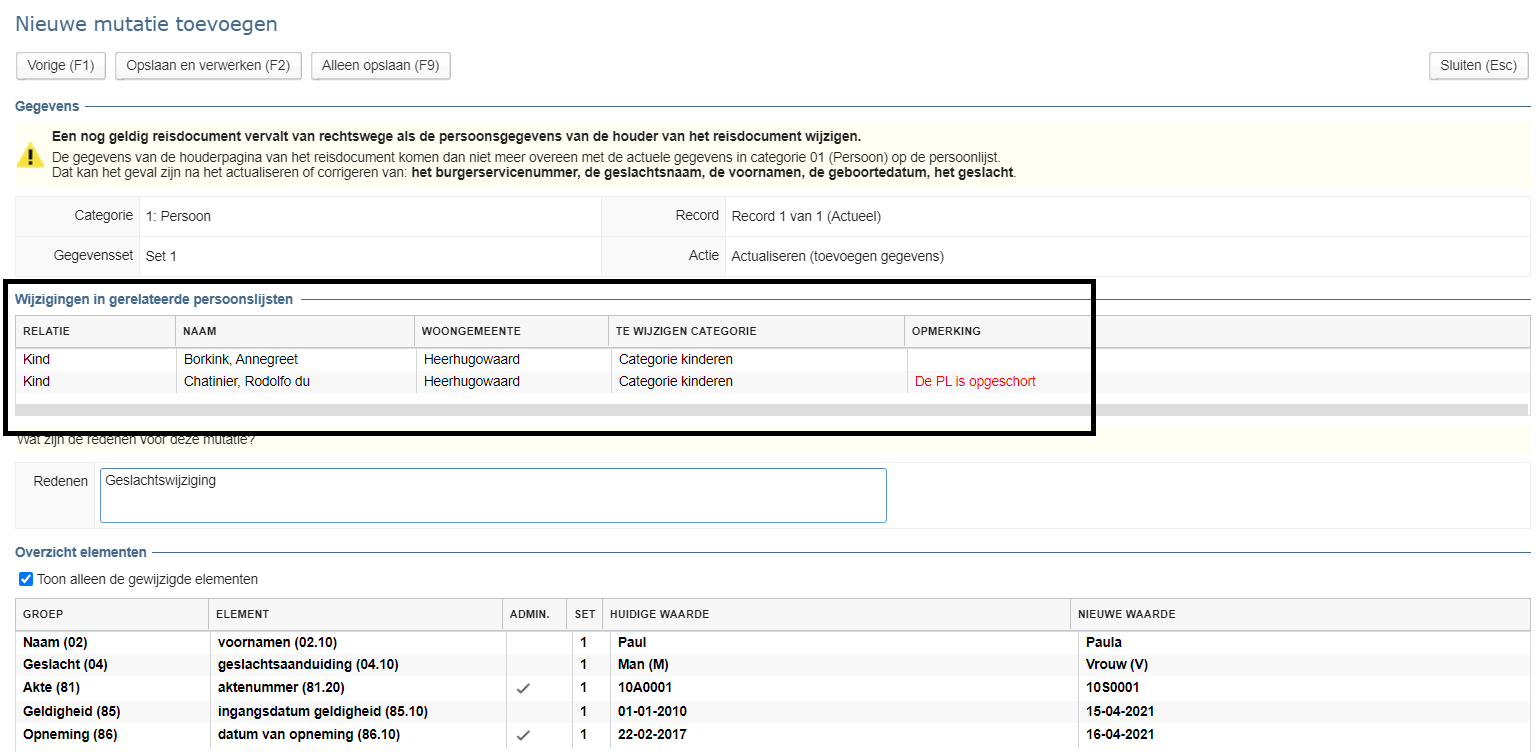 Nieuwe mutatie toevoegen
Vorige (F1) Opslaan en verwerken (F2) Alleen opslaan (F9) Sluiten (Esc)
Gegevens
Een nog geldig reisdocument vervalt van rechtswege als de persoonsgegevens van de houder van het reisdocument wijzigen.
De gegevens van de houderpagina van het reisdocument komen dan niet meer overeen met de actuele gegevens in categorie 01 (Persoon) op de persoonlijst.
Dat kan het geval zijn na het actualiseren of corrigeren van: het burgerservicenummer, de geslachtsnaam, de voornamen, de geboortedatum, het geslacht.
Categorie 1: Persoon Record Record 1 van 1 (Actueel)
Gegevensset Set 1 Actie Actualiseren (toevoegen gegevens)
Wijzigingen in gerelateerde persoonslijsten
RELATIE NAAM WOONGEMEENTE TE WIJZIGEN CATEGORIE OPMERKING
Kind Borkink, Annegreet Heerhugowaard Categorie kinderen
Kind Chatinier, Rodolfo du Heerhugowaard Categorie kinderen De PL is opgeschort
Wat zijn de redenen voor deze mutatie?
Redenen Geslachtswijziging
Overzicht elementen
Toon alleen de gewijzigde elementen
GROEP ELEMENT ADMIN. SET HUIDIGE WAARDE NIEUWE WAARDE
Naam (02) voornamen (02.10) 1 Paul Paula
Geslacht (04) geslachtsaanduiding (04.10) 1 Man (M) Vrouw (V)
Akte (81) aktenummer (81.20) 1 10A0001 10S0001
Geldigheid (85) ingangsdatum geldigheid (85.10) 1 01-01-2010 15-04-2021
Opneming (86) datum van opneming (86.10) 1 22-02-2017 16-04-2021